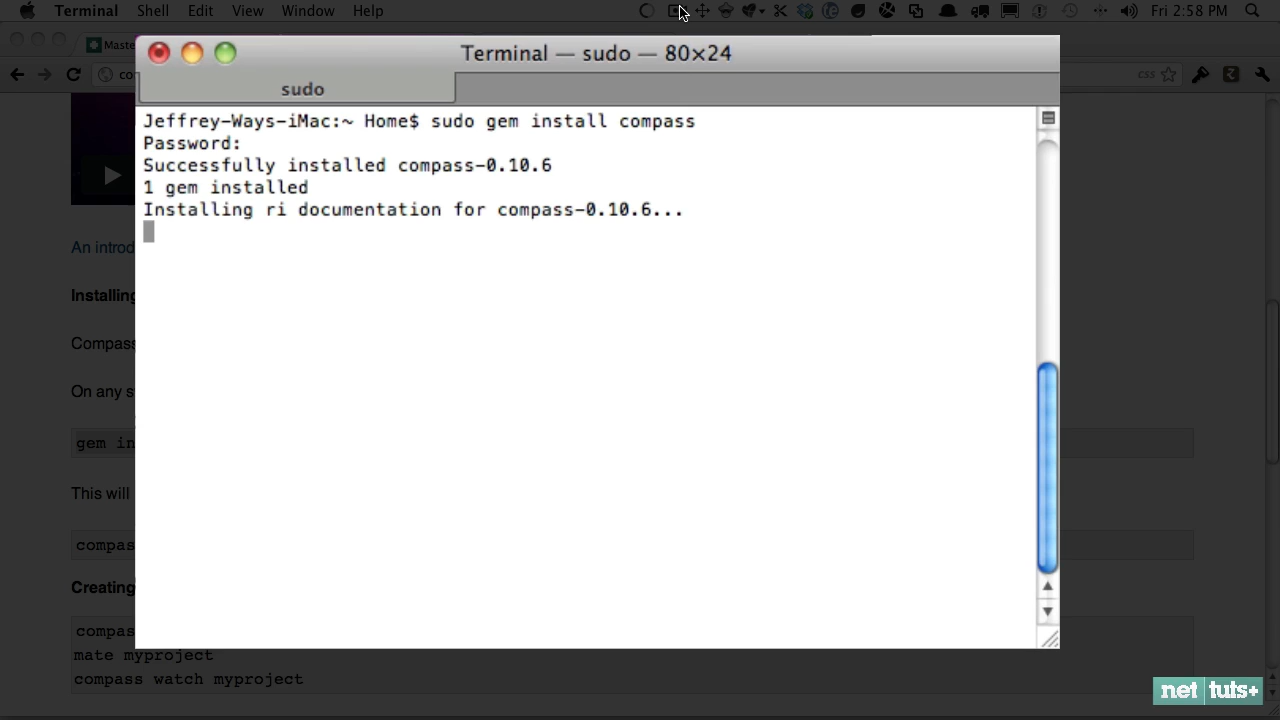 Terminal Shell Edit View Window Help Fri 2:58 PM
Maste
Terminal — sudo — 80×24
co
css
sudo
Jeffrey-Ways-iMac:~ Home$ sudo gem install compass
Password:
Successfully installed compass-0.10.6
1 gem installed
Installing ri documentation for compass-0.10.6...
An introd
Installing
Compass
On any s
gem in
This will
compas
Creating
compas
mate myproject
compass watch myproject
net tuts+